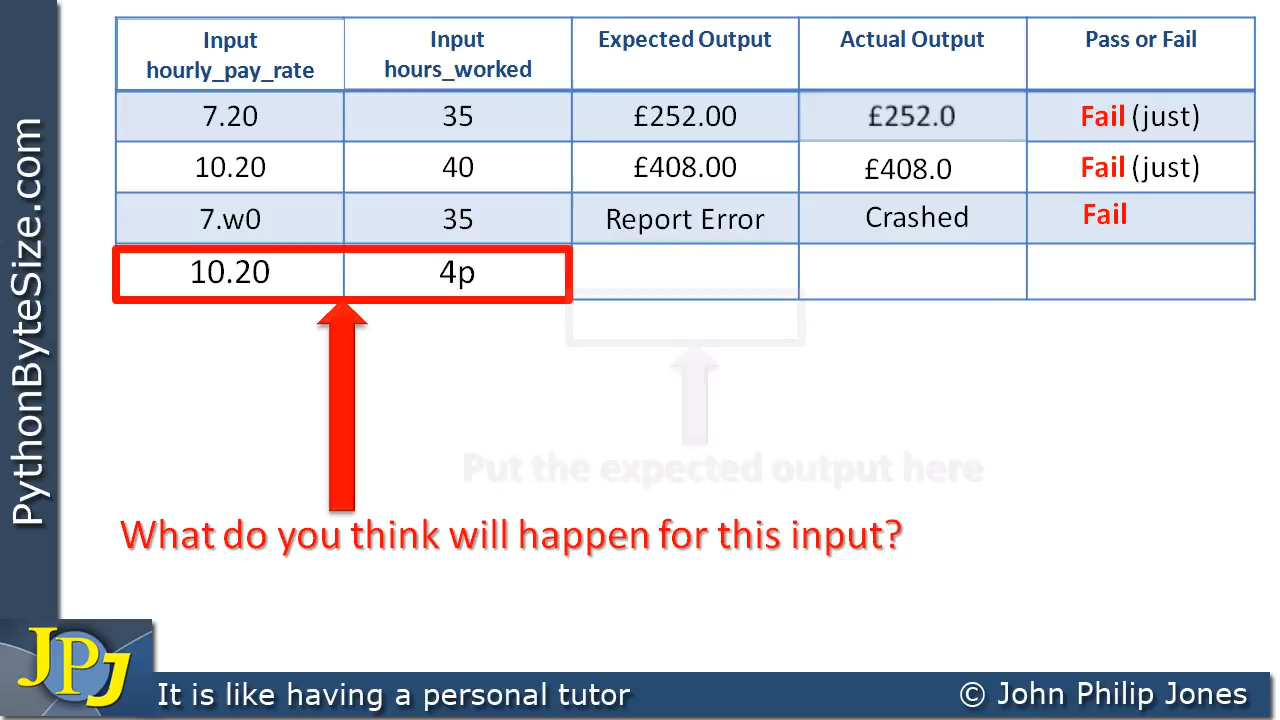 Input
hourly_pay_rate
Input
hours_worked
Expected Output
Actual Output
Pass or Fail
7.20 35 £252.00 £252.0 Fail (just)
10.20 40 £408.00 £408.0 Fail (just)
7.w0 35 Report Error Crashed Fail
10.20 4p
Put the expected output here
What do you think will happen for this input?
PythonByteSize.com
JPJ
It is like having a personal tutor
© John Philip Jones